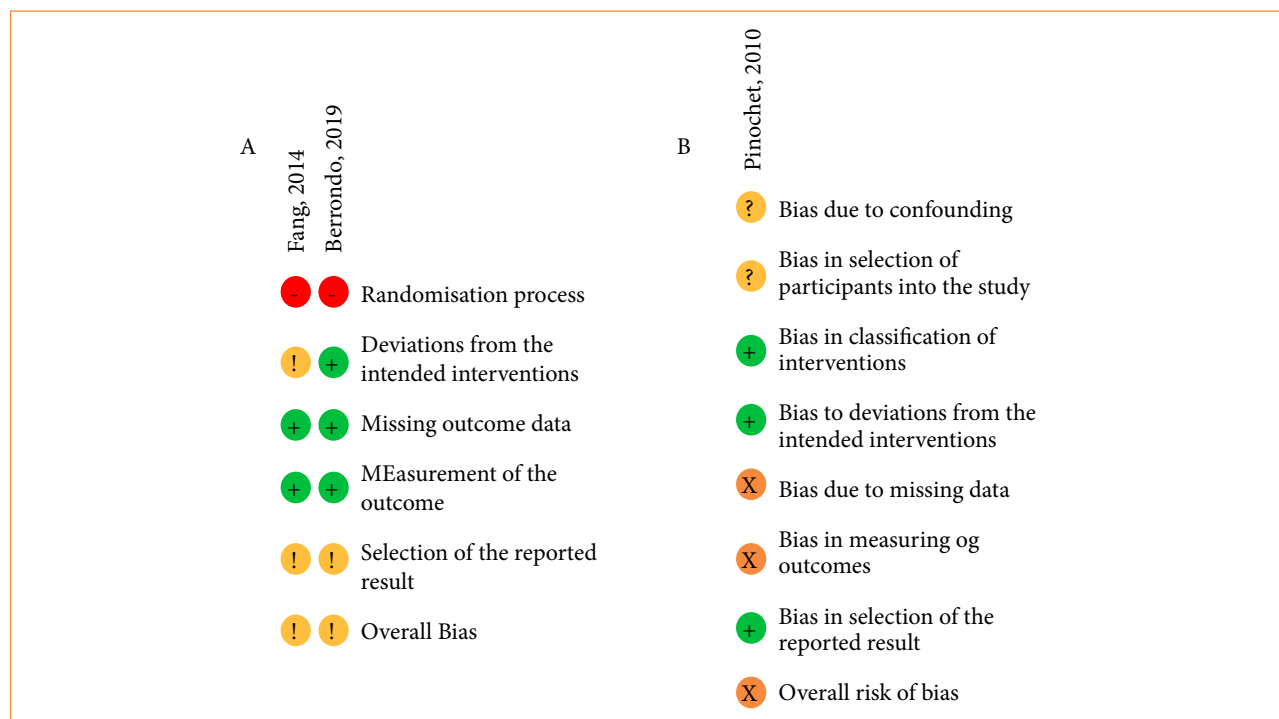 A
Fang, 2014
Berrondo, 2019
- - Randomisation process
! + Deviations from the
intended interventions
+ + Missing outcome data
+ + MEasurement of the
outcome
! ! Selection of the reported
result
! ! Overall Bias
B
Pinochet, 2010
? Bias due to confounding
? Bias in selection of
participants into the study
+ Bias in classification of
interventions
+ Bias to deviations from the
intended interventions
X Bias due to missing data
X Bias in measuring og
outcomes
+ Bias in selection of the
reported result
X Overall risk of bias